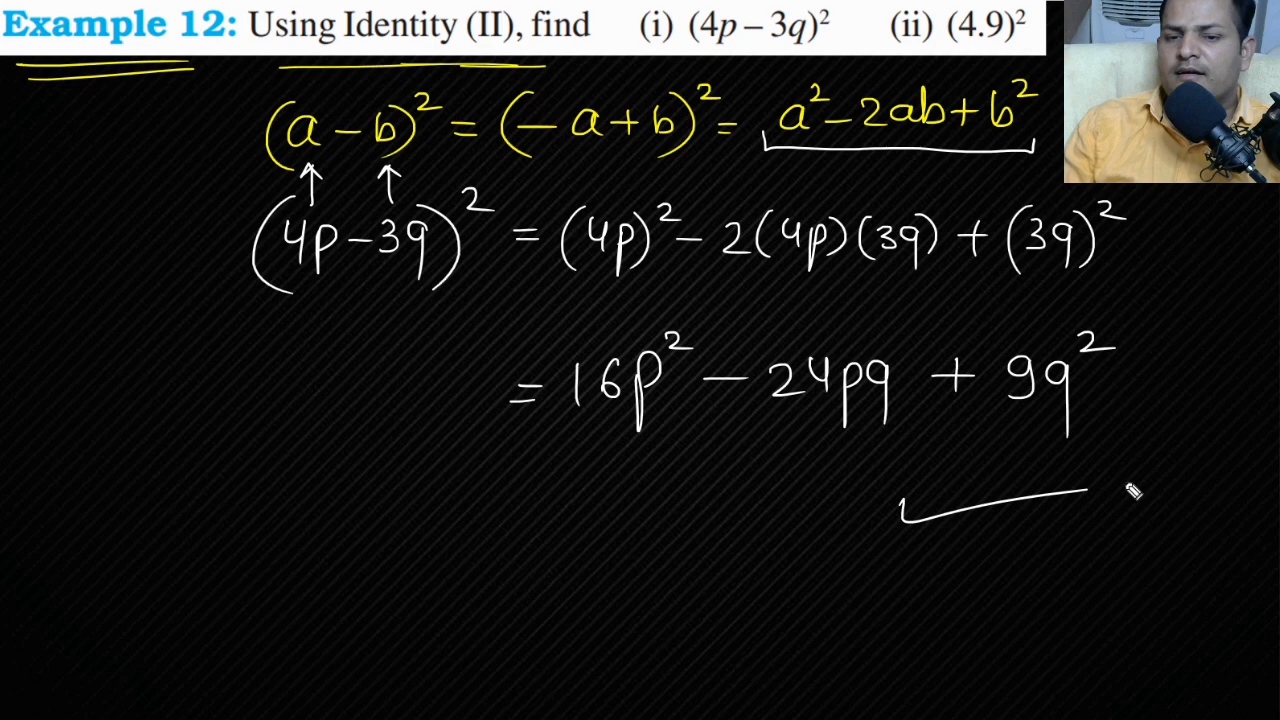 Example 12: Using Identity (II), find (i) (4p – 3q)² (ii) (4.9)²
(a – b)² = (– a + b)² = a² – 2ab + b²
(4p – 3q)² = (4p)² – 2(4p)(3q) + (3q)²
= 16p² – 24pq + 9q²